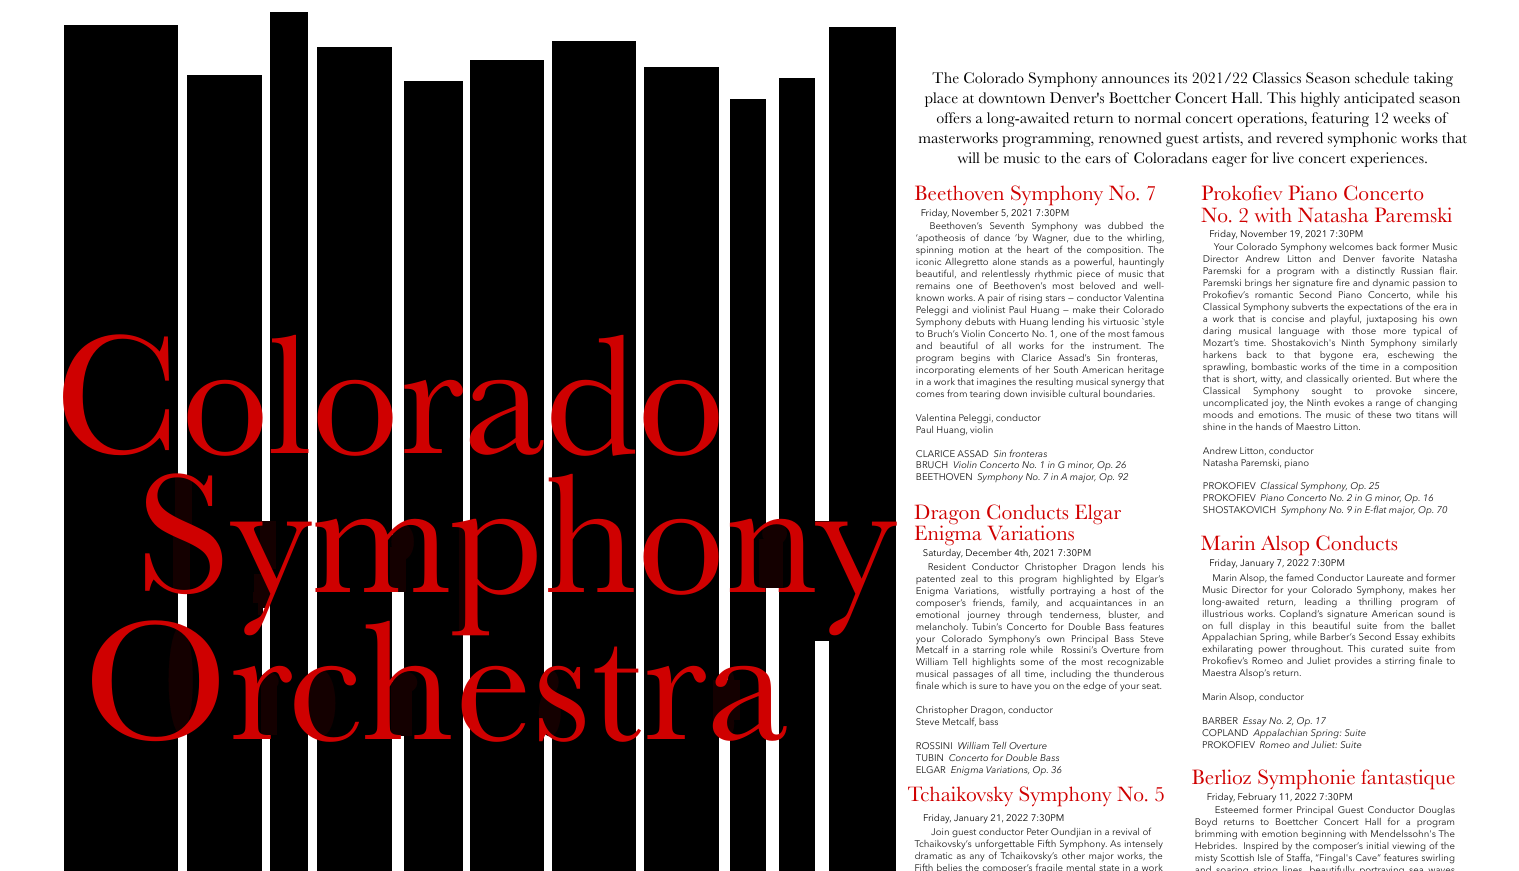 Colorado
Symphony
Orchestra
The Colorado Symphony announces its 2021/22 Classics Season schedule taking
place at downtown Denver's Boettcher Concert Hall. This highly anticipated season
offers a long-awaited return to normal concert operations, featuring 12 weeks of
masterworks programming, renowned guest artists, and revered symphonic works that
will be music to the ears of Coloradans eager for live concert experiences.
Beethoven Symphony No. 7
Friday, November 5, 2021 7:30PM
Beethoven's Seventh Symphony was dubbed the
'apotheosis of dance 'by Wagner, due to the whirling,
spinning motion at the heart of the composition. The
iconic Allegretto alone stands as a powerful, hauntingly
beautiful, and relentlessly rhythmic piece of music that
remains one of Beethoven's most beloved and well-
known works. A pair of rising stars – conductor Valentina
Peleggi and violinist Paul Huang – make their Colorado
Symphony debuts with Huang lending his virtuosic `style
to Bruch's Violin Concerto No. 1, one of the most famous
and beautiful of all works for the instrument. The
program begins with Clarice Assad's Sin fronteras,
incorporating elements of her South American heritage
in a work that imagines the resulting musical synergy that
comes from tearing down invisible cultural boundaries.
Valentina Peleggi, conductor
Paul Huang, violin
CLARICE ASSAD Sin fronteras
BRUCH Violin Concerto No. 1 in G minor, Op. 26
BEETHOVEN Symphony No. 7 in A major, Op. 92
Dragon Conducts Elgar
Enigma Variations
Saturday, December 4th, 2021 7:30PM
Resident Conductor Christopher Dragon lends his
patented zeal to this program highlighted by Elgar's
Enigma Variations, wistfully portraying a host of the
composer's friends, family, and acquaintances in an
emotional journey through tenderness, bluster, and
melancholy. Tubin's Concerto for Double Bass features
your Colorado Symphony's own Principal Bass Steve
Metcalf in a starring role while Rossini's Overture from
William Tell highlights some of the most recognizable
musical passages of all time, including the thunderous
finale which is sure to have you on the edge of your seat.
Christopher Dragon, conductor
Steve Metcalf, bass
ROSSINI William Tell Overture
TUBIN Concerto for Double Bass
ELGAR Enigma Variations, Op. 36
Tchaikovsky Symphony No. 5
Friday, January 21, 2022 7:30PM
Join guest conductor Peter Oundjian in a revival of
Tchaikovsky's unforgettable Fifth Symphony. As intensely
dramatic as any of Tchaikovsky's other major works, the
Fifth belies the composer's fragile mental state in a work
Prokofiev Piano Concerto
No. 2 with Natasha Paremski
Friday, November 19, 2021 7:30PM
Your Colorado Symphony welcomes back former Music
Director Andrew Litton and Denver favorite Natasha
Paremski for a program with a distinctly Russian flair.
Paremski brings her signature fire and dynamic passion to
Prokofiev's romantic Second Piano Concerto, while his
Classical Symphony subverts the expectations of the era in
a work that is concise and playful, juxtaposing his own
daring musical language with those more typical of
Mozart's time. Shostakovich's Ninth Symphony similarly
harkens back to that bygone era, eschewing the
sprawling, bombastic works of the time in a composition
that is short, witty, and classically oriented. But where the
Classical Symphony sought to provoke sincere,
uncomplicated joy, the Ninth evokes a range of changing
moods and emotions. The music of these two titans will
shine in the hands of Maestro Litton.
Andrew Litton, conductor
Natasha Paremski, piano
PROKOFIEV Classical Symphony, Op. 25
PROKOFIEV Piano Concerto No. 2 in G minor, Op. 16
SHOSTAKOVICH Symphony No. 9 in E-flat major, Op. 70
Marin Alsop Conducts
Friday, January 7, 2022 7:30PM
Marin Alsop, the famed Conductor Laureate and former
Music Director for your Colorado Symphony, makes her
long-awaited return, leading a thrilling program of
illustrious works. Copland's signature American sound is
on full display in this beautiful suite from the ballet
Appalachian Spring, while Barber's Second Essay exhibits
exhilarating power throughout. This curated suite from
Prokofiev's Romeo and Juliet provides a stirring finale to
Maestra Alsop's return.
Marin Alsop, conductor
BARBER Essay No. 2, Op. 17
COPLAND Appalachian Spring: Suite
PROKOFIEV Romeo and Juliet: Suite
Berlioz Symphonie fantastique
Friday, February 11, 2022 7:30PM
Esteemed former Principal Guest Conductor Douglas
Boyd returns to Boettcher Concert Hall for a program
brimming with emotion beginning with Mendelssohn's The
Hebrides. Inspired by the composer's initial viewing of the
misty Scottish Isle of Staffa, "Fingal's Cave" features swirling
and soaring string lines, beautifully portraying sea waves